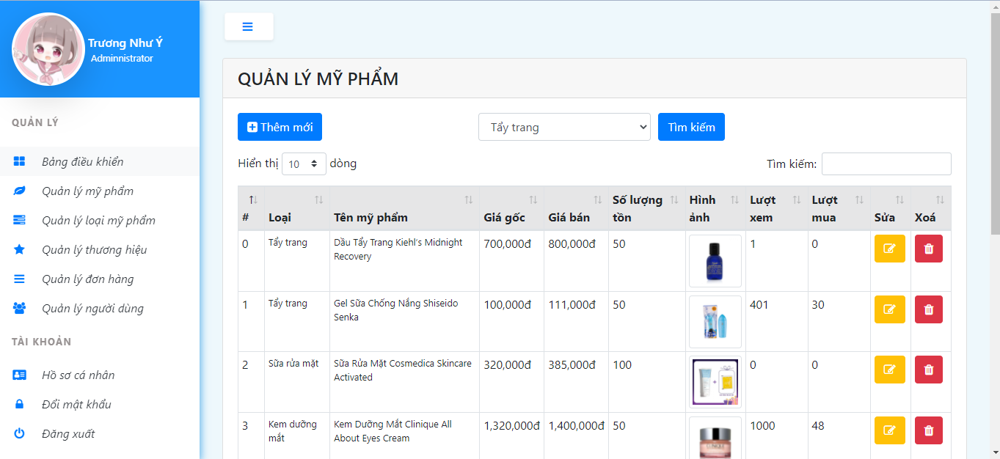 Trương Như Ý
Adminnistrator
QUẢN LÝ
Bảng điều khiển
Quản lý mỹ phẩm
Quản lý loại mỹ phẩm
Quản lý thương hiệu
Quản lý đơn hàng
Quản lý người dùng
TÀI KHOẢN
Hồ sơ cá nhân
Đổi mật khẩu
Đăng xuất
QUẢN LÝ MỸ PHẨM
Thêm mới
Tẩy trang
Tìm kiếm
Hiển thị 10 dòng
Tìm kiếm:
# Loại Tên mỹ phẩm Giá gốc Giá bán Số lượng tồn Hình ảnh Lượt xem Lượt mua Sửa Xoá
0 Tẩy trang Dầu Tẩy Trang Kiehl's Midnight Recovery 700,000đ 800,000đ 50 1 0
1 Tẩy trang Gel Sữa Chống Nắng Shiseido Senka 100,000đ 111,000đ 50 401 30
2 Sữa rửa mặt Sữa Rửa Mặt Cosmedica Skincare Activated 320,000đ 385,000đ 100 0 0
3 Kem dưỡng mắt Kem Dưỡng Mắt Clinique All About Eyes Cream 1,320,000đ 1,400,000đ 50 1000 48